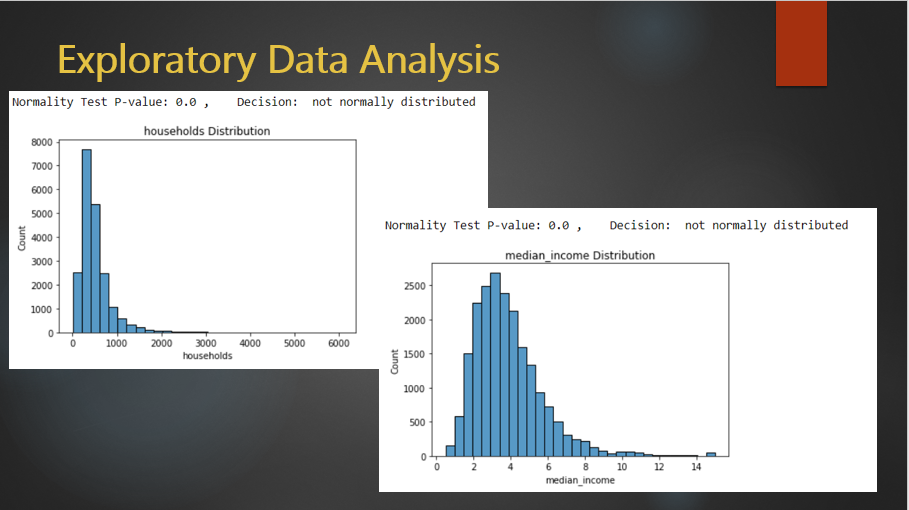 Exploratory Data Analysis
Normality Test P-value: 0.0 ,    Decision:  not normally distributed
households Distribution
8000
7000
6000
5000
4000
3000
2000
1000
0
Count
0 1000 2000 3000 4000 5000 6000
households
Normality Test P-value: 0.0 ,    Decision:  not normally distributed
median_income Distribution
2500
2000
1500
1000
500
0
Count
0 2 4 6 8 10 12 14
median_income